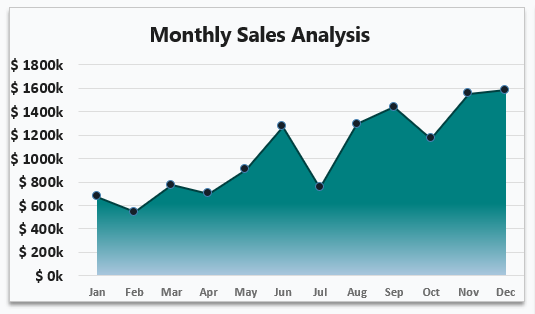 Monthly Sales Analysis
$ 1800k
$ 1600k
$ 1400k
$ 1200k
$ 1000k
$ 800k
$ 600k
$ 400k
$ 200k
$ 0k
Jan Feb Mar Apr May Jun Jul Aug Sep Oct Nov Dec